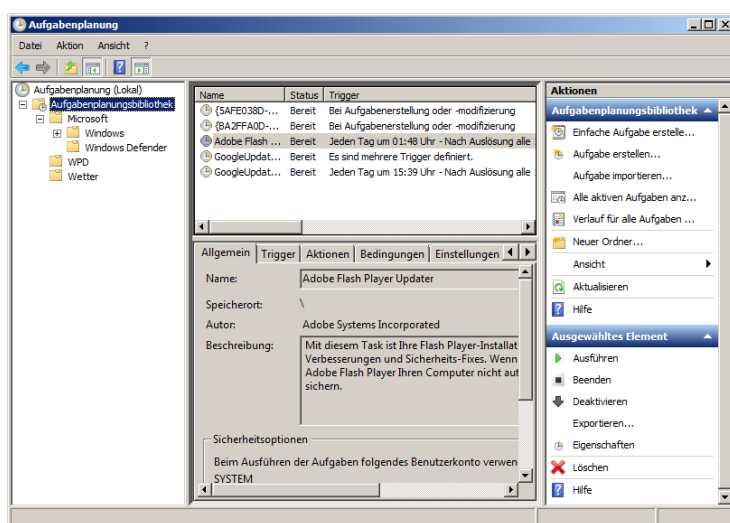 Aufgabenplanung
Datei Aktion Ansicht ?
Aufgabenplanung (Lokal)
Aufgabenplanungsbibliothek
Microsoft
Windows
Windows Defender
WPD
Wetter
Name Status Trigger
{5AFE038D-... Bereit Bei Aufgabenerstellung oder -modifizierung
{BA2FFA0D-... Bereit Bei Aufgabenerstellung oder -modifizierung
Adobe Flash ... Bereit Jeden Tag um 01:48 Uhr - Nach Auslösung alle
GoogleUpdat... Bereit Es sind mehrere Trigger definiert.
GoogleUpdat... Bereit Jeden Tag um 15:39 Uhr - Nach Auslösung alle
Allgemein Trigger Aktionen Bedingungen Einstellungen
Name: Adobe Flash Player Updater
Speicherort: \
Autor: Adobe Systems Incorporated
Beschreibung: Mit diesem Task ist Ihre Flash Player-Installat
Verbesserungen und Sicherheits-Fixes. Wenn
Adobe Flash Player Ihren Computer nicht aut
sichern.
Sicherheitsoptionen
Beim Ausführen der Aufgaben folgendes Benutzerkonto verwen
SYSTEM
Aktionen
Aufgabenplanungsbibliothek
Einfache Aufgabe erstelle...
Aufgabe erstellen...
Aufgabe importieren...
Alle aktiven Aufgaben anz...
Verlauf für alle Aufgaben ...
Neuer Ordner...
Ansicht
Aktualisieren
Hilfe
Ausgewähltes Element
Ausführen
Beenden
Deaktivieren
Exportieren...
Eigenschaften
Löschen
Hilfe